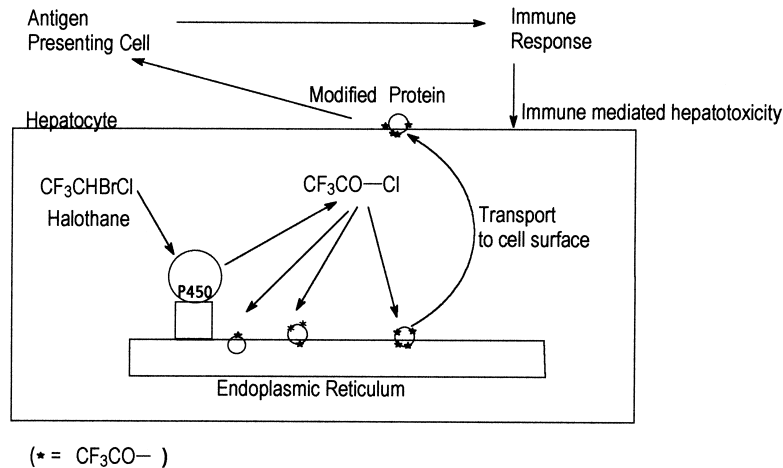 Antigen
Presenting Cell
Immune
Response
Modified Protein
Immune mediated hepatotoxicity
Hepatocyte
CF₃CHBrCl
Halothane
CF₃CO—Cl
Transport
to cell surface
P450
Endoplasmic Reticulum
(★ = CF₃CO— )